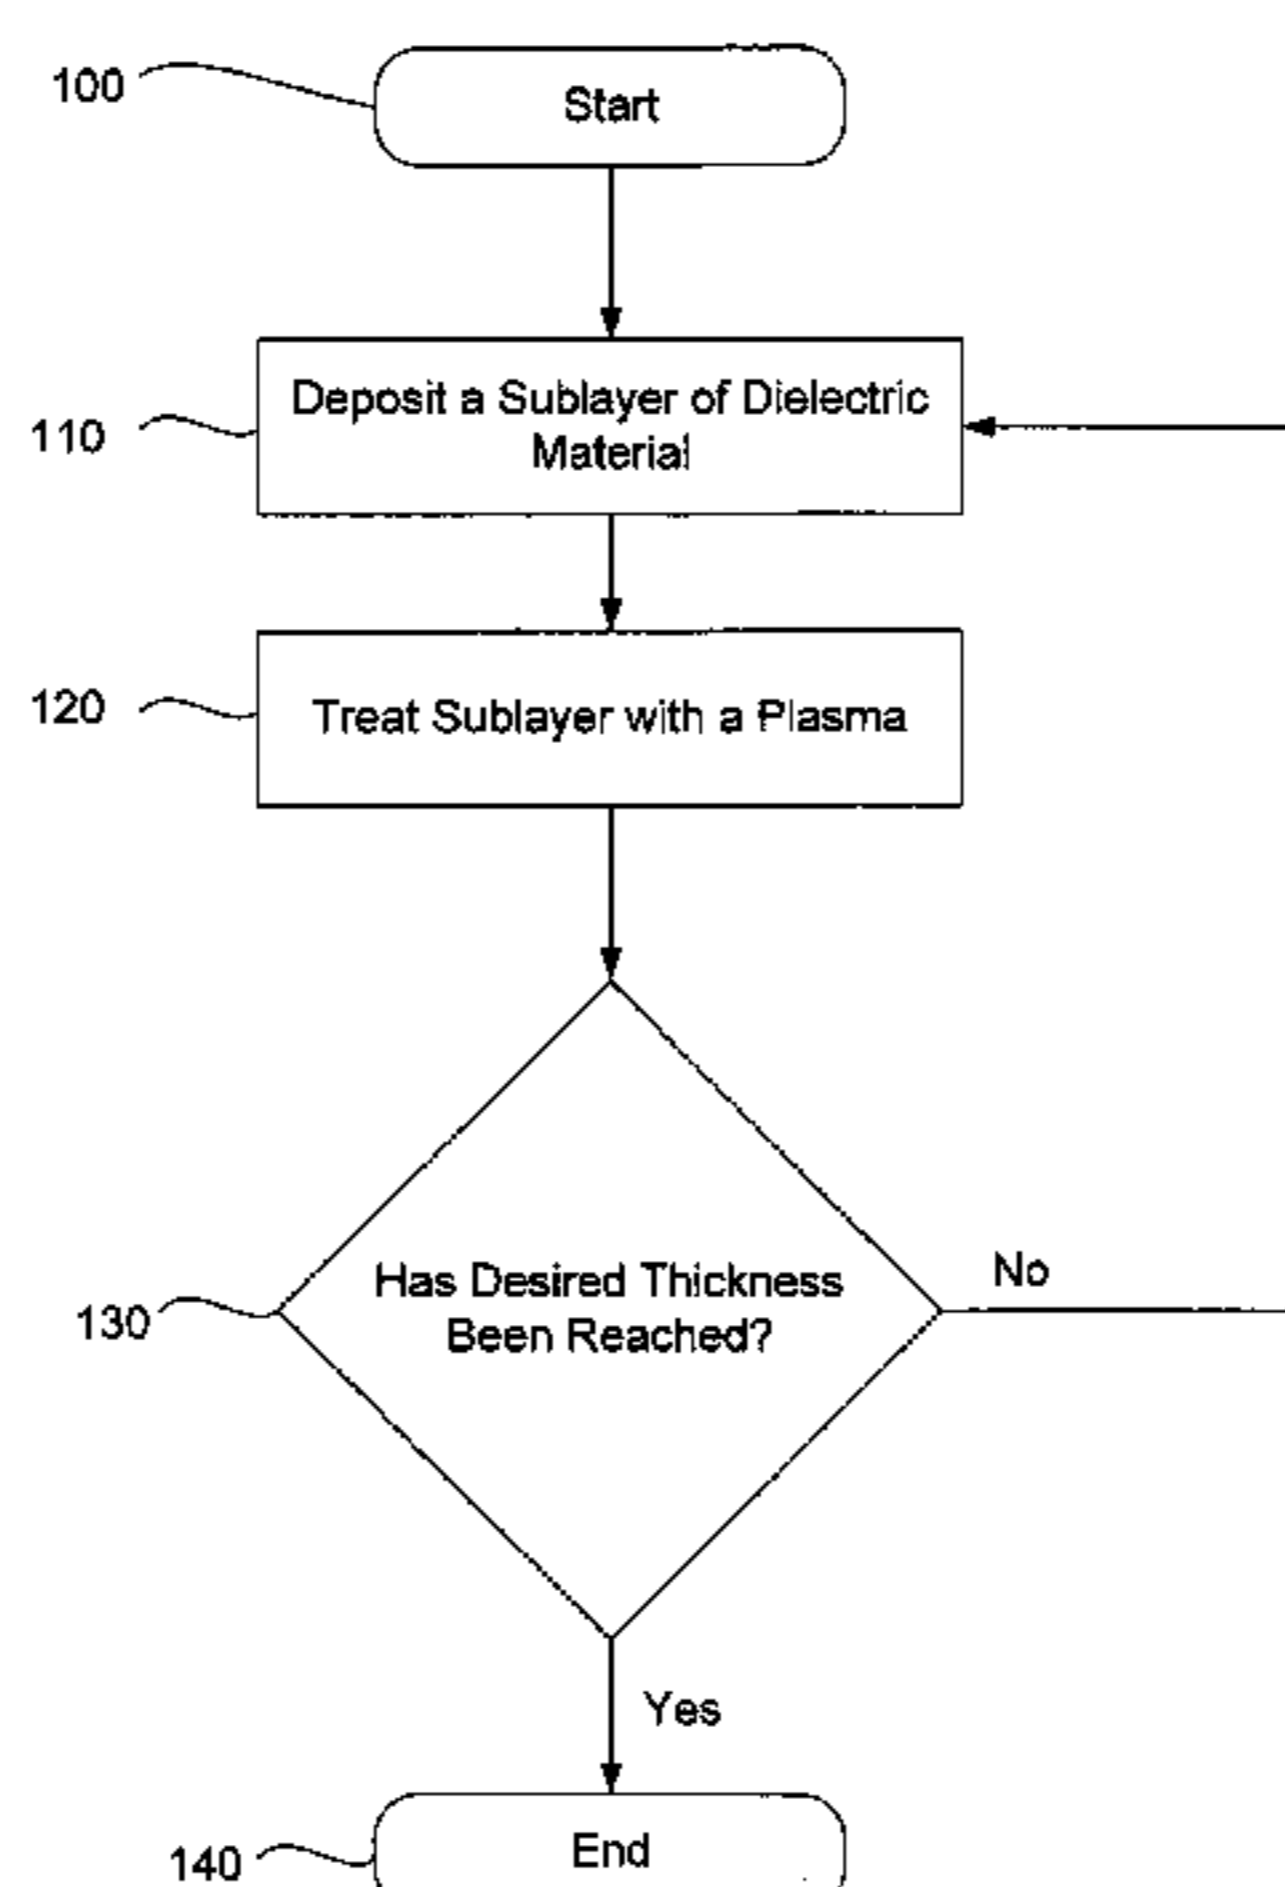 100
Start
110
Deposit a Sublayer of Dielectric
Material
120
Treat Sublayer with a Plasma
130
Has Desired Thickness
Been Reached?
No
Yes
140
End